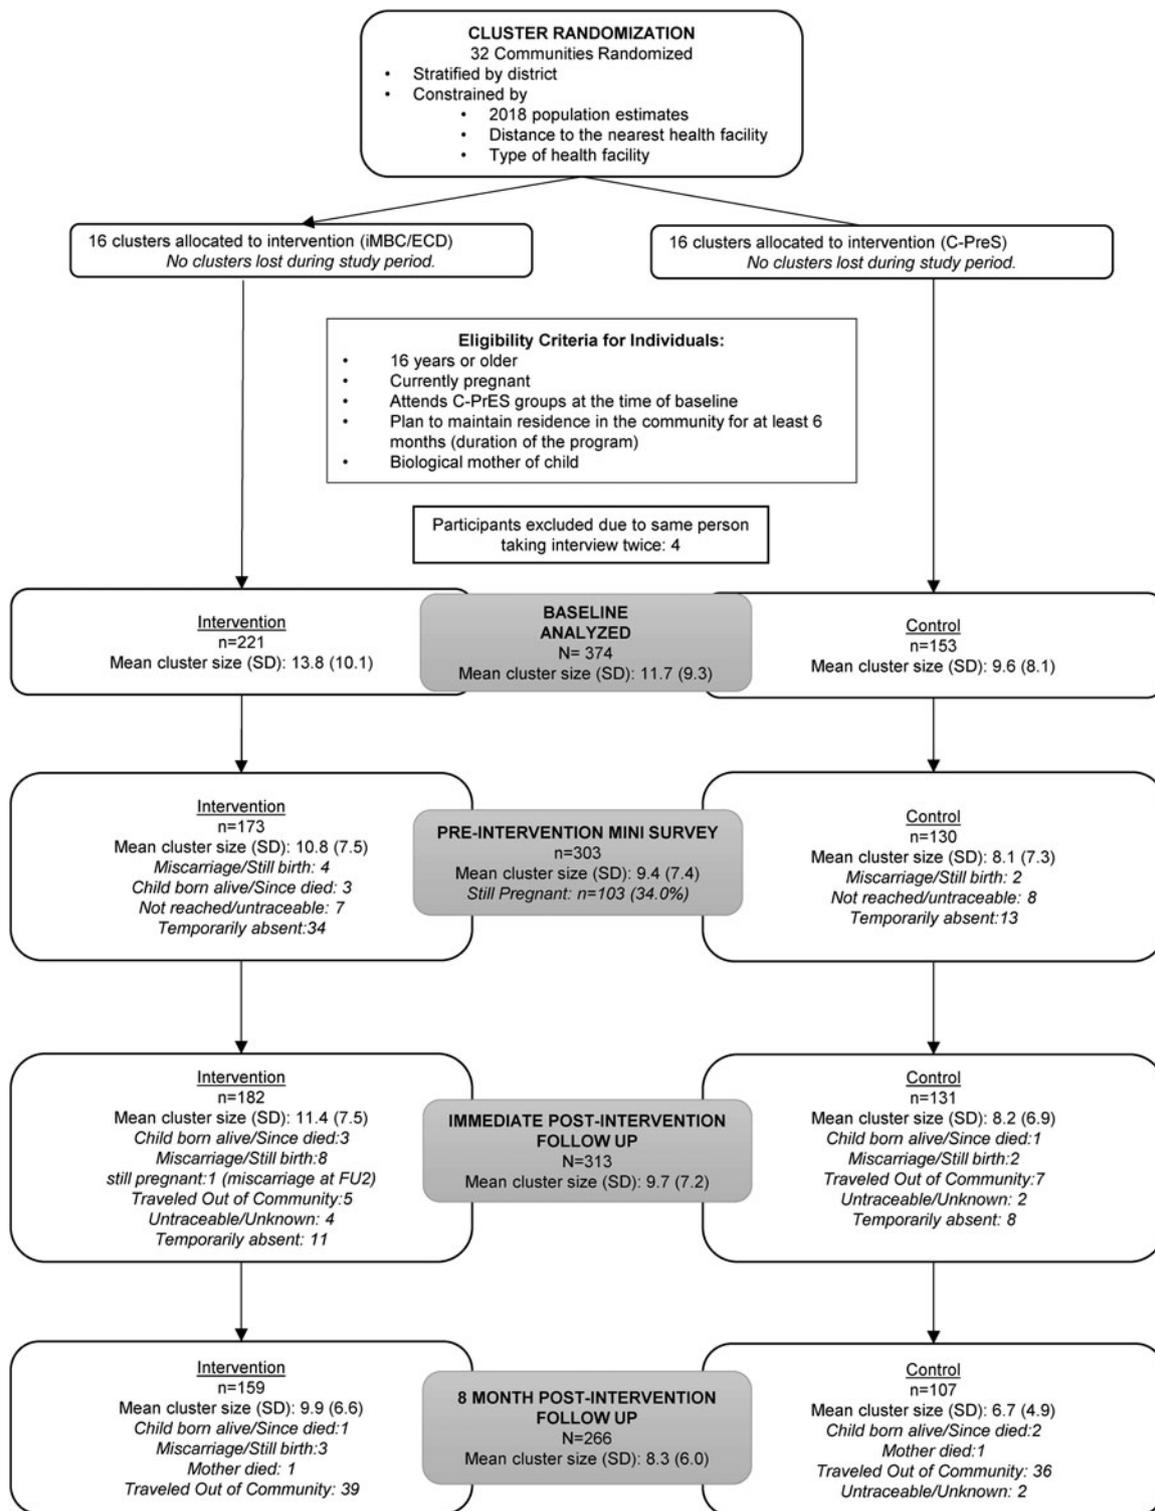 CLUSTER RANDOMIZATION
32 Communities Randomized
• Stratified by district
• Constrained by
• 2018 population estimates
• Distance to the nearest health facility
• Type of health facility
16 clusters allocated to intervention (iMBC/ECD)
No clusters lost during study period.
16 clusters allocated to intervention (C-PreS)
No clusters lost during study period.
Eligibility Criteria for Individuals:
• 16 years or older
• Currently pregnant
• Attends C-PrES groups at the time of baseline
• Plan to maintain residence in the community for at least 6
months (duration of the program)
• Biological mother of child
Participants excluded due to same person
taking interview twice: 4
Intervention
n=221
Mean cluster size (SD): 13.8 (10.1)
BASELINE
ANALYZED
N= 374
Mean cluster size (SD): 11.7 (9.3)
Control
n=153
Mean cluster size (SD): 9.6 (8.1)
Intervention
n=173
Mean cluster size (SD): 10.8 (7.5)
Miscarriage/Still birth: 4
Child born alive/Since died: 3
Not reached/untraceable: 7
Temporarily absent:34
PRE-INTERVENTION MINI SURVEY
n=303
Mean cluster size (SD): 9.4 (7.4)
Still Pregnant: n=103 (34.0%)
Control
n=130
Mean cluster size (SD): 8.1 (7.3)
Miscarriage/Still birth: 2
Not reached/untraceable: 8
Temporarily absent:13
Intervention
n=182
Mean cluster size (SD): 11.4 (7.5)
Child born alive/Since died:3
Miscarriage/Still birth:8
still pregnant:1 (miscarriage at FU2)
Traveled Out of Community:5
Untraceable/Unknown: 4
Temporarily absent: 11
IMMEDIATE POST-INTERVENTION
FOLLOW UP
N=313
Mean cluster size (SD): 9.7 (7.2)
Control
n=131
Mean cluster size (SD): 8.2 (6.9)
Child born alive/Since died:1
Miscarriage/Still birth:2
Traveled Out of Community:7
Untraceable/Unknown: 2
Temporarily absent: 8
Intervention
n=159
Mean cluster size (SD): 9.9 (6.6)
Child born alive/Since died:1
Miscarriage/Still birth:3
Mother died: 1
Traveled Out of Community: 39
8 MONTH POST-INTERVENTION
FOLLOW UP
N=266
Mean cluster size (SD): 8.3 (6.0)
Control
n=107
Mean cluster size (SD): 6.7 (4.9)
Child born alive/Since died:2
Mother died:1
Traveled Out of Community: 36
Untraceable/Unknown: 2